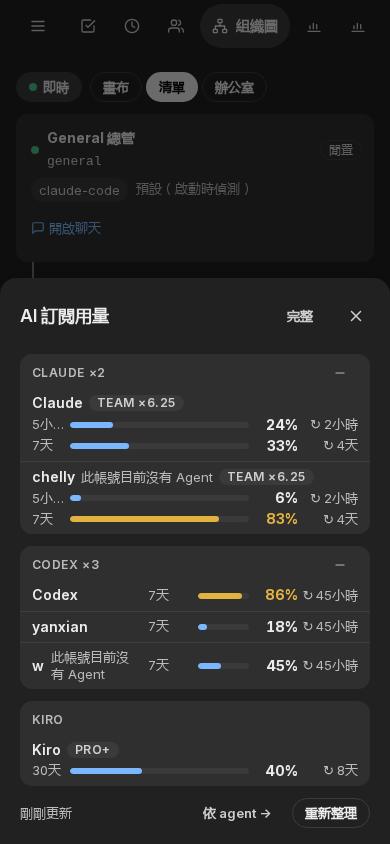 組織圖
即時 畫布 清單 辦公室
General 總管
general
閒置
claude-code 預設（啟動時偵測）
開啟聊天
AI 訂閱用量 完整
CLAUDE ×2
Claude TEAM ×6.25
5小… 24% ↻ 2小時
7天 33% ↻ 4天
chelly 此帳號目前沒有 Agent TEAM ×6.25
5小… 6% ↻ 2小時
7天 83% ↻ 4天
CODEX ×3
Codex 7天 86% ↻ 45小時
yanxian 7天 18% ↻ 45小時
w 此帳號目前沒有 Agent 7天 45% ↻ 45小時
KIRO
Kiro PRO+
30天 40% ↻ 8天
剛剛更新 依 agent → 重新整理